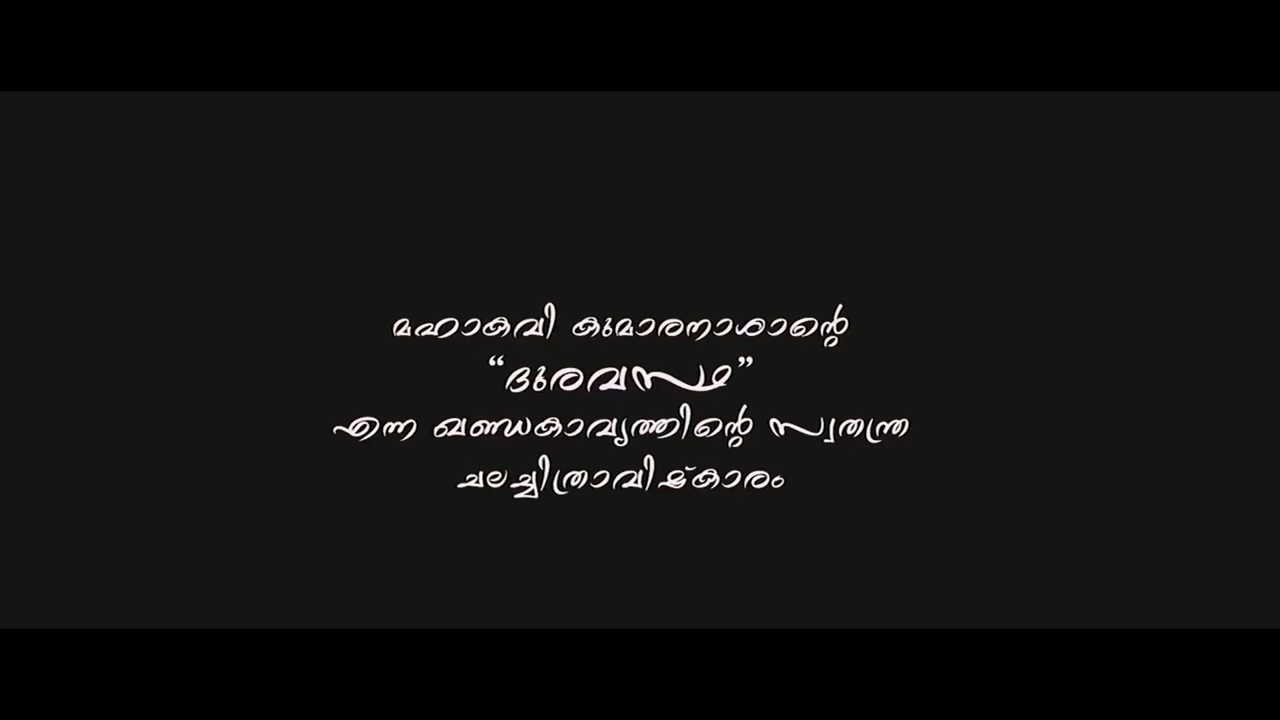 മഹാകവി കുമാരനാശാന്റെ
“ദുരവസ്ഥ”
എന്ന ഖണ്ഡകാവ്യത്തിന്റെ സ്വതന്ത്ര
ചലച്ചിത്രാവിഷ്കാരം